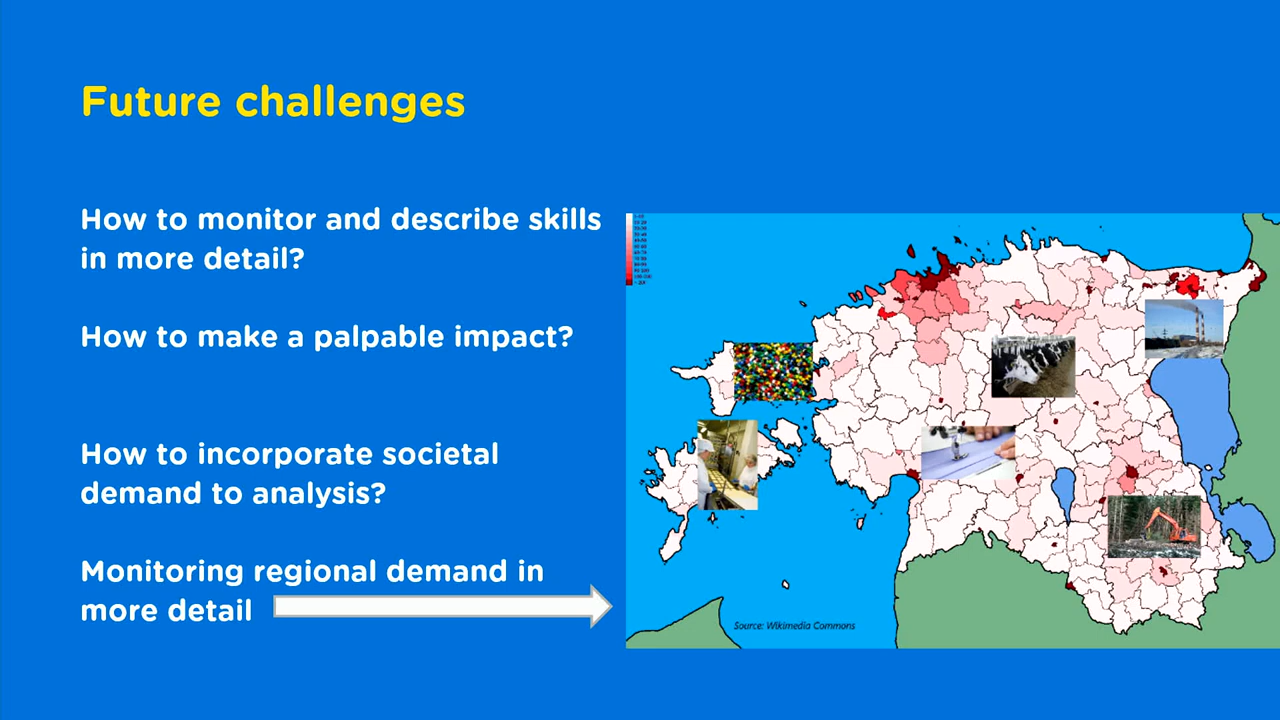 Future challenges
How to monitor and describe skills
in more detail?
How to make a palpable impact?
How to incorporate societal
demand to analysis?
Monitoring regional demand in
more detail
Source: Wikimedia Commons